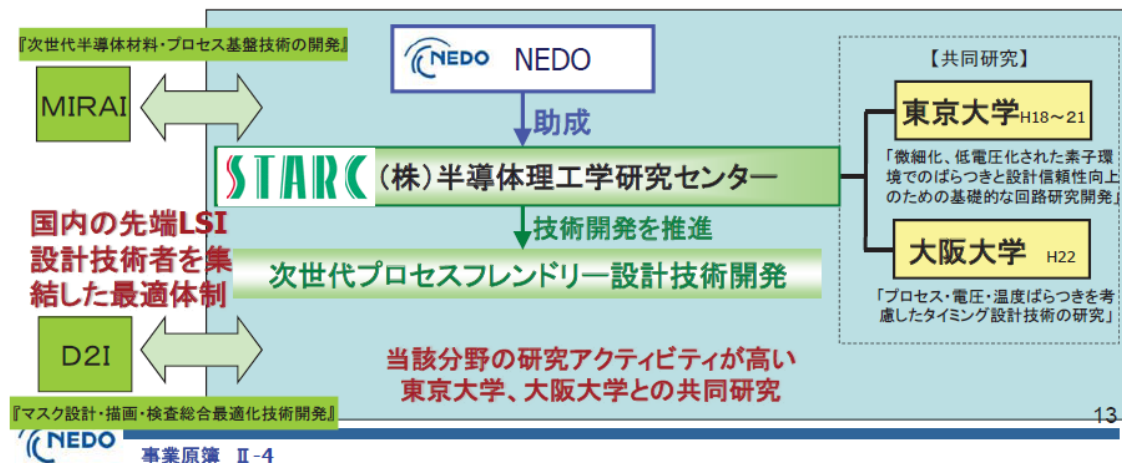 『次世代半導体材料・プロセス基盤技術の開発』
MIRAI
NEDO NEDO
助成
STARC (株)半導体理工学研究センター
技術開発を推進
次世代プロセスフレンドリー設計技術開発
国内の先端LSI
設計技術者を集
結した最適体制
D2I
『マスク設計・描画・検査総合最適化技術開発』
当該分野の研究アクティビティが高い
東京大学、大阪大学との共同研究
【共同研究】
東京大学H18～21
「微細化、低電圧化された素子環
境でのばらつきと設計信頼性向上
のための基礎的な回路研究開発」
大阪大学 H22
「プロセス・電圧・温度ばらつきを考
慮したタイミング設計技術の研究」
13
NEDO
事業原簿 Ⅱ-4